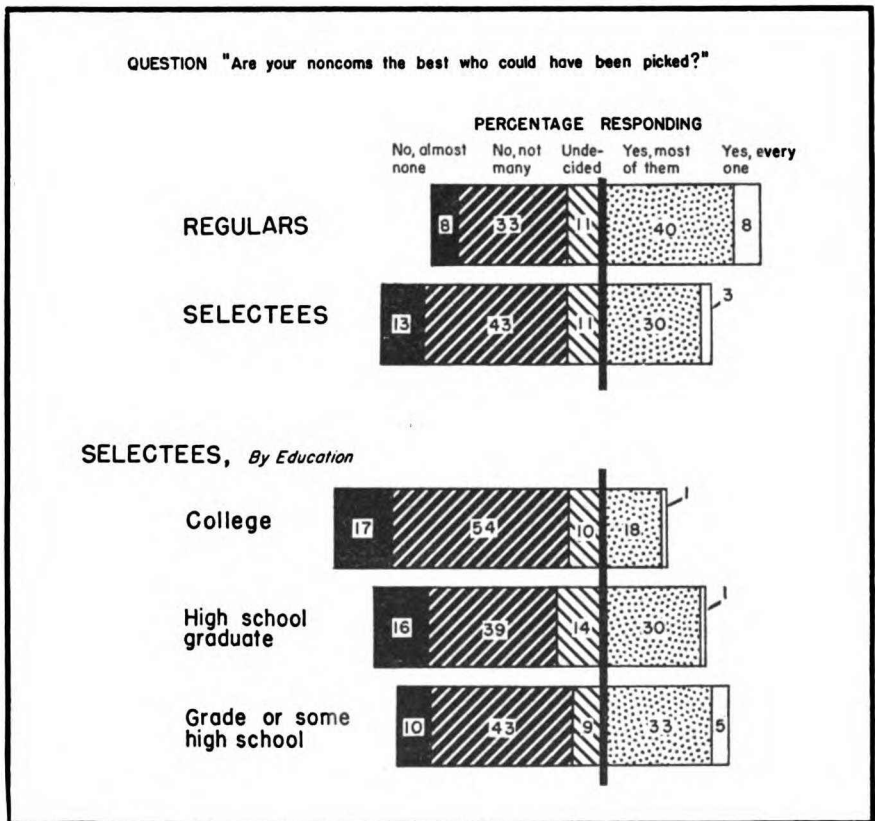 QUESTION "Are your noncoms the best who could have been picked?"
PERCENTAGE RESPONDING
No, almost none
No, not many
Unde- cided
Yes, most of them
Yes, every one
REGULARS
8 33 11 40 8
SELECTEES
13 43 11 30 3
SELECTEES, By Education
College
17 54 10 18 1
High school
graduate
16 39 14 30 1
Grade or some
high school
10 43 9 33 5